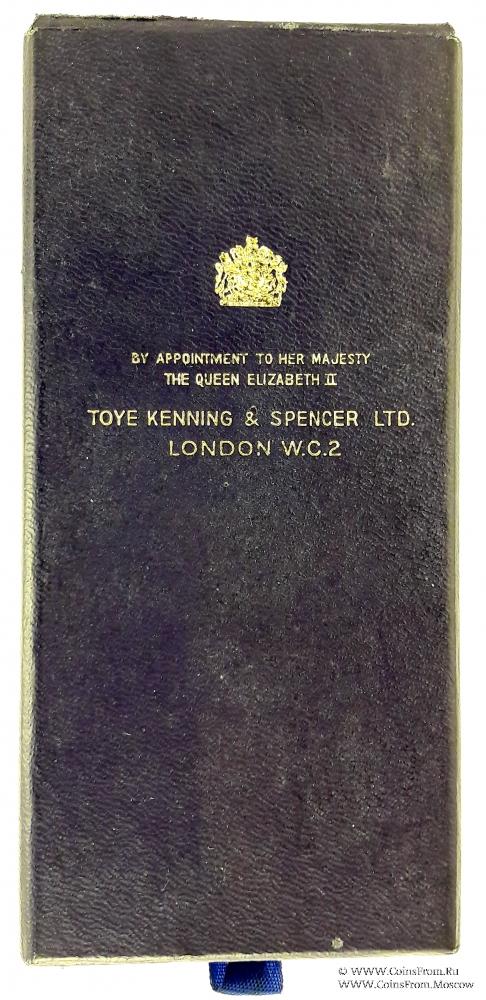 BY APPOINTMENT TO HER MAJESTY
THE QUEEN ELIZABETH II
TOYE KENNING & SPENCER LTD.
LONDON W.C.2
© WWW.CoinsFrom.Ru
WWW.CoinsFrom.Moscow